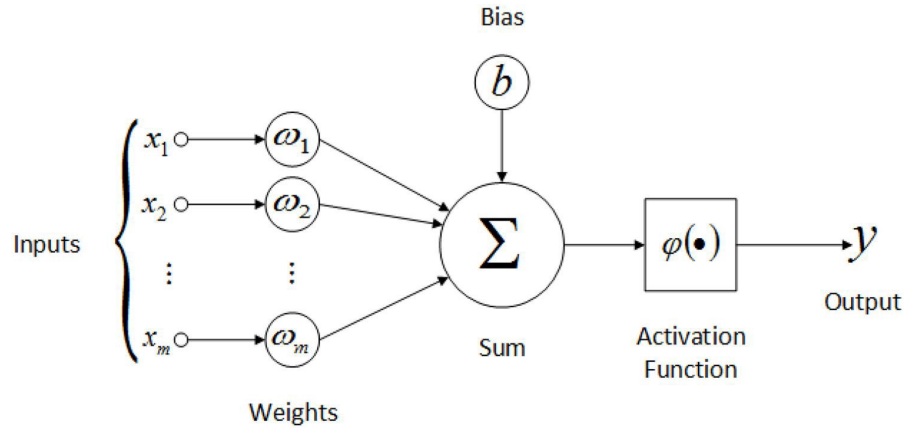 Bias
b
x₁ ω₁
x₂ ω₂
Inputs ⋮ ⋮ Σ φ(•) y
Output
xₘ ωₘ
Sum Activation
Function
Weights